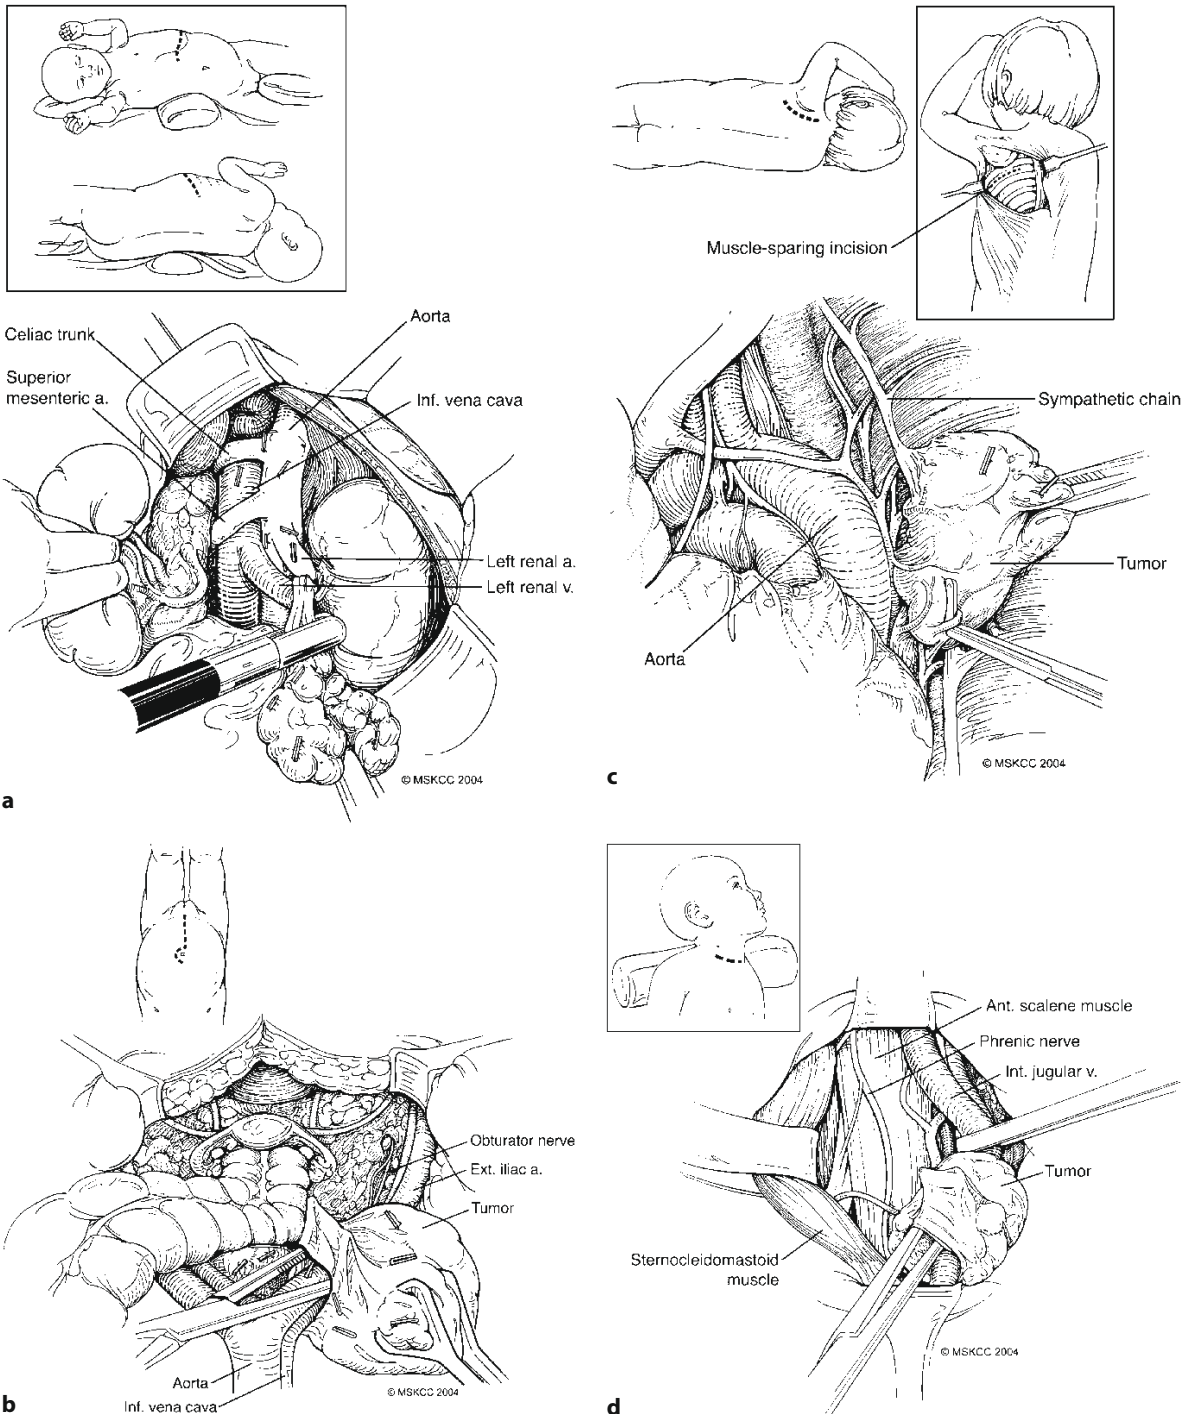 Celiac trunk
Superior
mesenteric a.
Aorta
Inf. vena cava
Left renal a.
Left renal v.
© MSKCC 2004
a
Muscle-sparing incision
Sympathetic chain
Tumor
Aorta
© MSKCC 2004
c
Obturator nerve
Ext. iliac a.
Tumor
Aorta
Inf. vena cava
© MSKCC 2004
b
Ant. scalene muscle
Phrenic nerve
Int. jugular v.
Tumor
Sternocleidomastoid
muscle
© MSKCC 2004
d